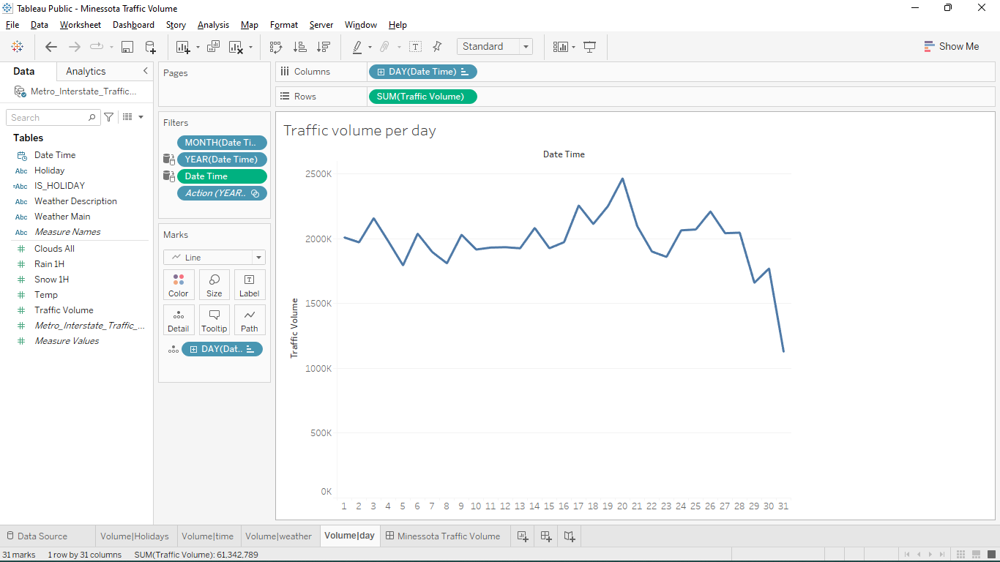 Tableau Public - Minessota Traffic Volume
File Data Worksheet Dashboard Story Analysis Map Format Server Window Help
Standard
Show Me
Data Analytics
Metro_Interstate_Traffic...
Search
Tables
Date Time
Abc Holiday
=Abc IS_HOLIDAY
Abc Weather Description
Abc Weather Main
Abc Measure Names
# Clouds All
# Rain 1H
# Snow 1H
# Temp
# Traffic Volume
# Metro_Interstate_Traffic_...
# Measure Values
Pages
Filters
MONTH(Date Ti..
YEAR(Date Time)
Date Time
Action (YEAR..
Marks
Line
Color Size Label
Detail Tooltip Path
DAY(Dat..
Columns DAY(Date Time)
Rows SUM(Traffic Volume)
Traffic volume per day
Date Time
2500K
2000K
1500K
1000K
500K
0K
Traffic Volume
1 2 3 4 5 6 7 8 9 10 11 12 13 14 15 16 17 18 19 20 21 22 23 24 25 26 27 28 29 30 31
Data Source Volume|Holidays Volume|time Volume|weather Volume|day Minessota Traffic Volume
31 marks 1 row by 31 columns SUM(Traffic Volume): 61,342,789